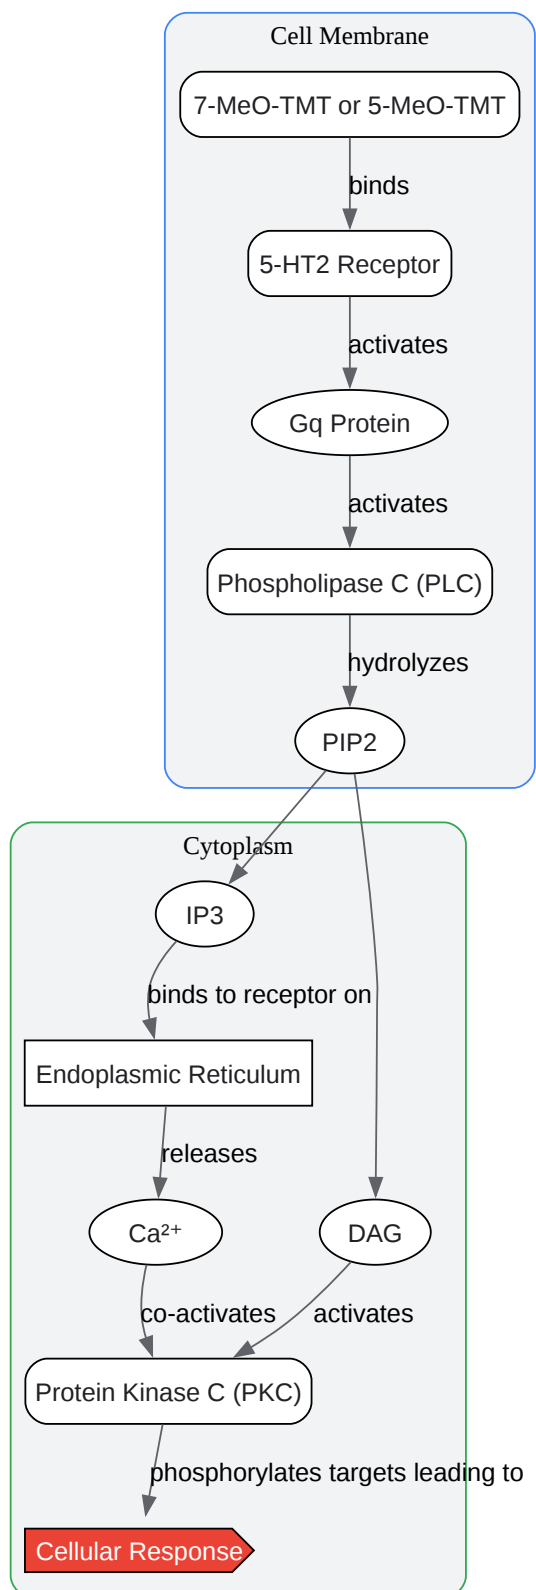 Cell Membrane
7-MeO-TMT or 5-MeO-TMT
binds
5-HT2 Receptor
activates
Gq Protein
activates
Phospholipase C (PLC)
hydrolyzes
PIP2
Cytoplasm
IP3
binds to receptor on
Endoplasmic Reticulum
releases
Ca²⁺
DAG
co-activates
activates
Protein Kinase C (PKC)
phosphorylates targets leading to
Cellular Response